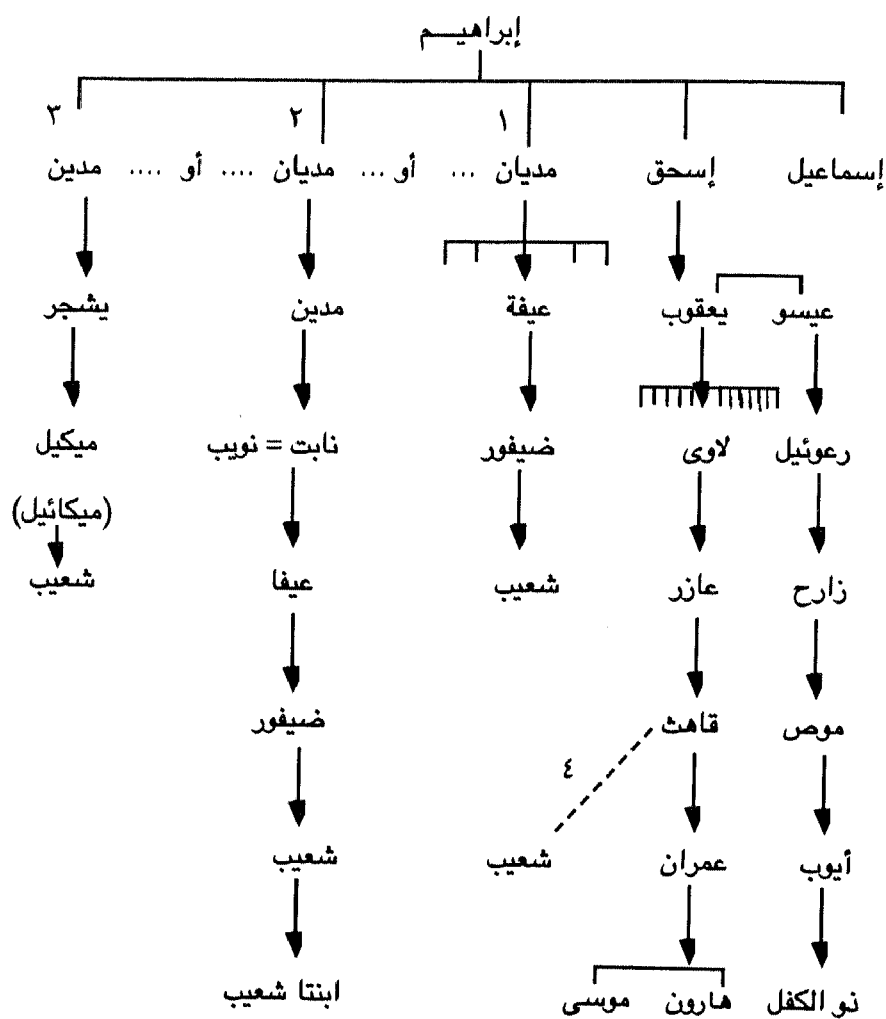 إبراهيم
١ ٢ ٣
إسماعيل إسحق مديان ... أو ... مديان .... أو .... مدين
عيسو يعقوب عيفة مدين يشجر
رعوئيل لاوى ضيفور نابت = نويب ميكيل
(ميكائيل)
زارح عازر شعيب عيفا شعيب
موص قاهث ضيفور
٤
أيوب عمران شعيب شعيب
ذو الكفل هارون موسى ابنتا شعيب